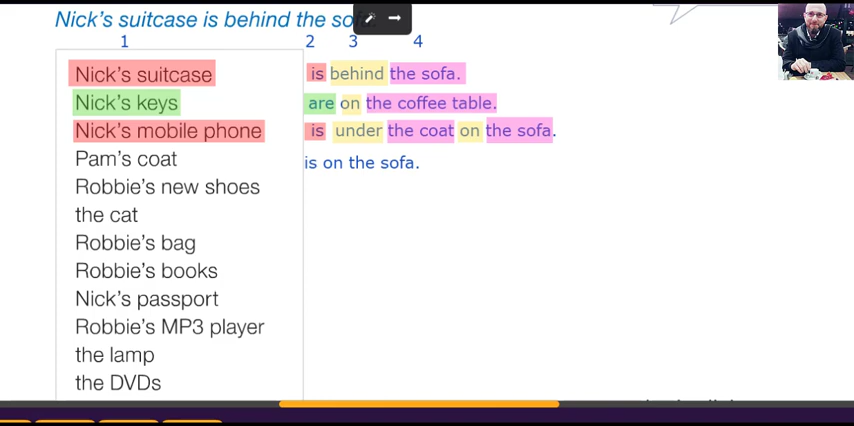 Nick's suitcase is behind the sofa
1 2 3 4
Nick's suitcase is behind the sofa.
Nick's keys are on the coffee table.
Nick's mobile phone is under the coat on the sofa.
Pam's coat is on the sofa.
Robbie's new shoes
the cat
Robbie's bag
Robbie's books
Nick's passport
Robbie's MP3 player
the lamp
the DVDs